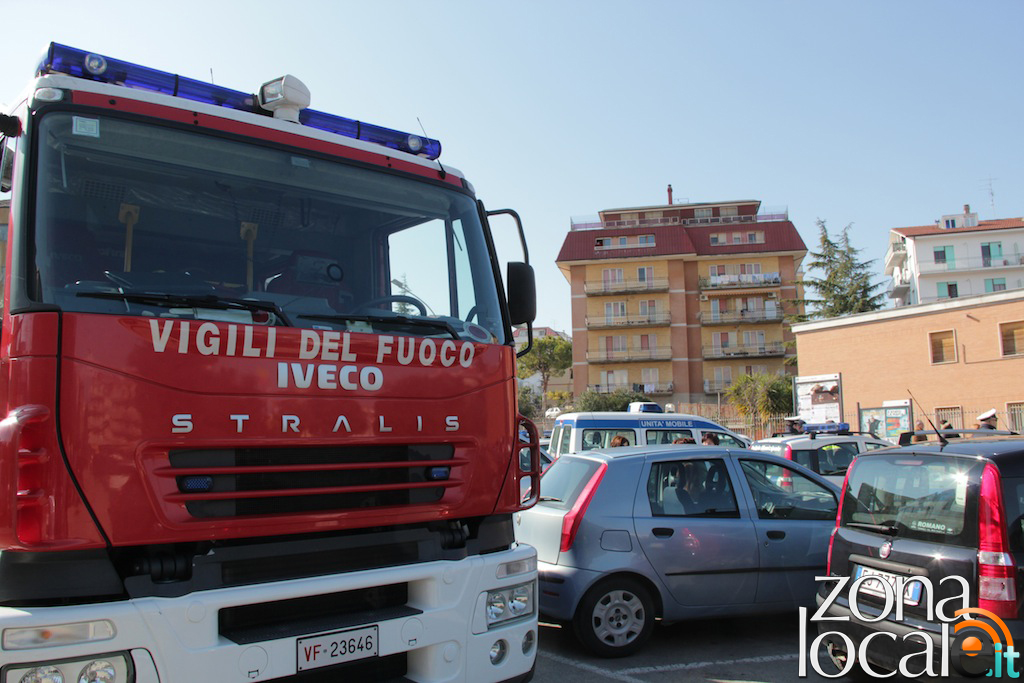 VIGILI DEL FUOCO
IVECO
STRALIS
VF 23646
UNITA' MOBILE
ROMANO
zona
local.it